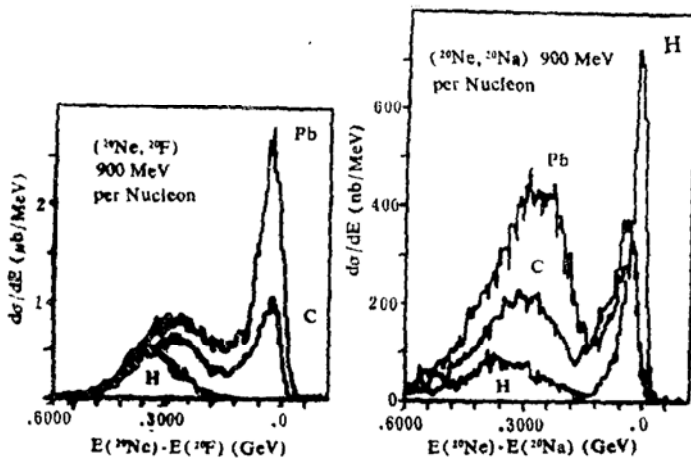 (²⁰Ne, ²⁰F)
900 MeV
per Nucleon
Pb
C
H
2
1
dσ/dE (μb/MeV)
.6000 .3000 .0
E(²⁰Ne)-E(²⁰F) (GeV)
(²⁰Ne, ²⁰Na) 900 MeV
per Nucleon
H
Pb
C
H
600
400
200
0
dσ/dE (nb/MeV)
.6000 .3000 .0
E(²⁰Ne)-E(²⁰Na) (GeV)